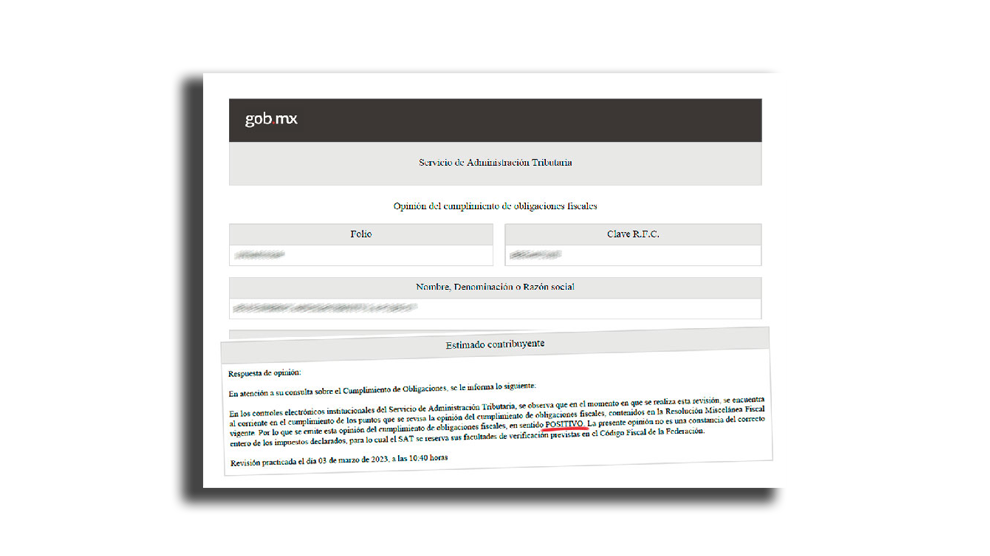 gob.mx
Servicio de Administración Tributaria
Opinión del cumplimiento de obligaciones fiscales
Folio
Clave R.F.C.
Nombre, Denominación o Razón social
Estimado contribuyente
Respuesta de opinión:
En atención a su consulta sobre el Cumplimiento de Obligaciones, se le informa lo siguiente:
En los controles electrónicos institucionales del Servicio de Administración Tributaria, se observa que en el momento en que se realiza esta revisión, se encuentra
al corriente en el cumplimiento de los puntos que se revisa la opinión del cumplimiento de obligaciones fiscales, contenidos en la Resolución Miscelánea Fiscal
vigente. Por lo que se emite esta opinión del cumplimiento de obligaciones fiscales, en sentido POSITIVO. La presente opinión no es una constancia del correcto
entero de los impuestos declarados, para lo cual el SAT se reserva sus facultades de verificación previstas en el Código Fiscal de la Federación.
Revisión practicada el día 03 de marzo de 2023, a las 10:40 horas